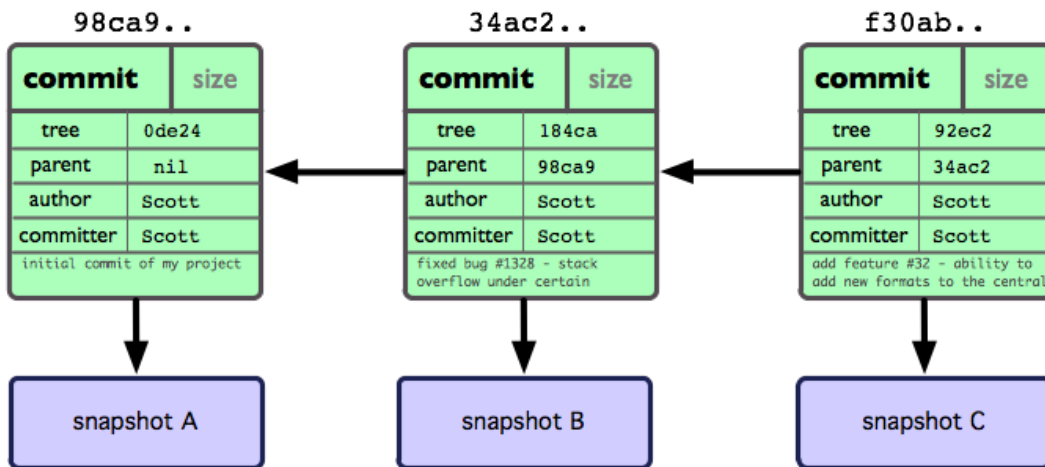 98ca9..
commit size
tree 0de24
parent nil
author Scott
committer Scott
initial commit of my project
snapshot A
34ac2..
commit size
tree 184ca
parent 98ca9
author Scott
committer Scott
fixed bug #1328 - stack
overflow under certain
snapshot B
f30ab..
commit size
tree 92ec2
parent 34ac2
author Scott
committer Scott
add feature #32 - ability to
add new formats to the central
snapshot C